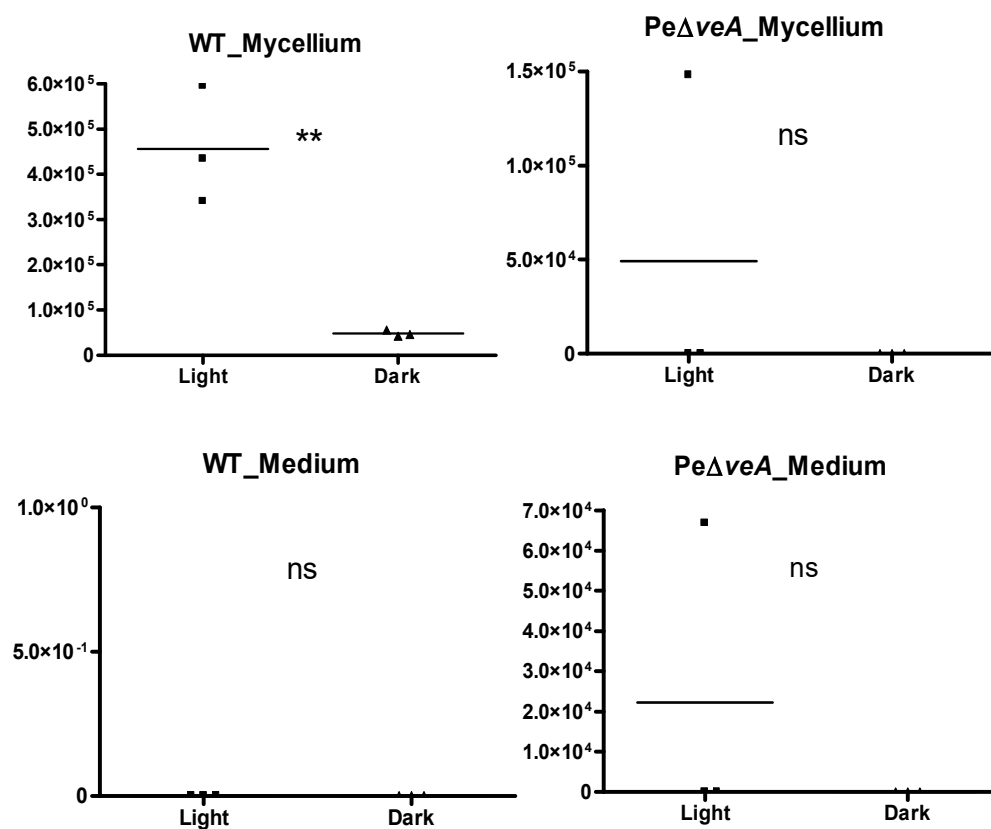 WT_Mycellium
6.0×10⁵
5.0×10⁵
4.0×10⁵
3.0×10⁵
2.0×10⁵
1.0×10⁵
0
**
Light Dark
PeΔveA_Mycellium
1.5×10⁵
1.0×10⁵
5.0×10⁴
0
ns
Light Dark
WT_Medium
1.0×10⁰
5.0×10⁻¹
0
ns
Light Dark
PeΔveA_Medium
7.0×10⁴
6.0×10⁴
5.0×10⁴
4.0×10⁴
3.0×10⁴
2.0×10⁴
1.0×10⁴
0
ns
Light Dark